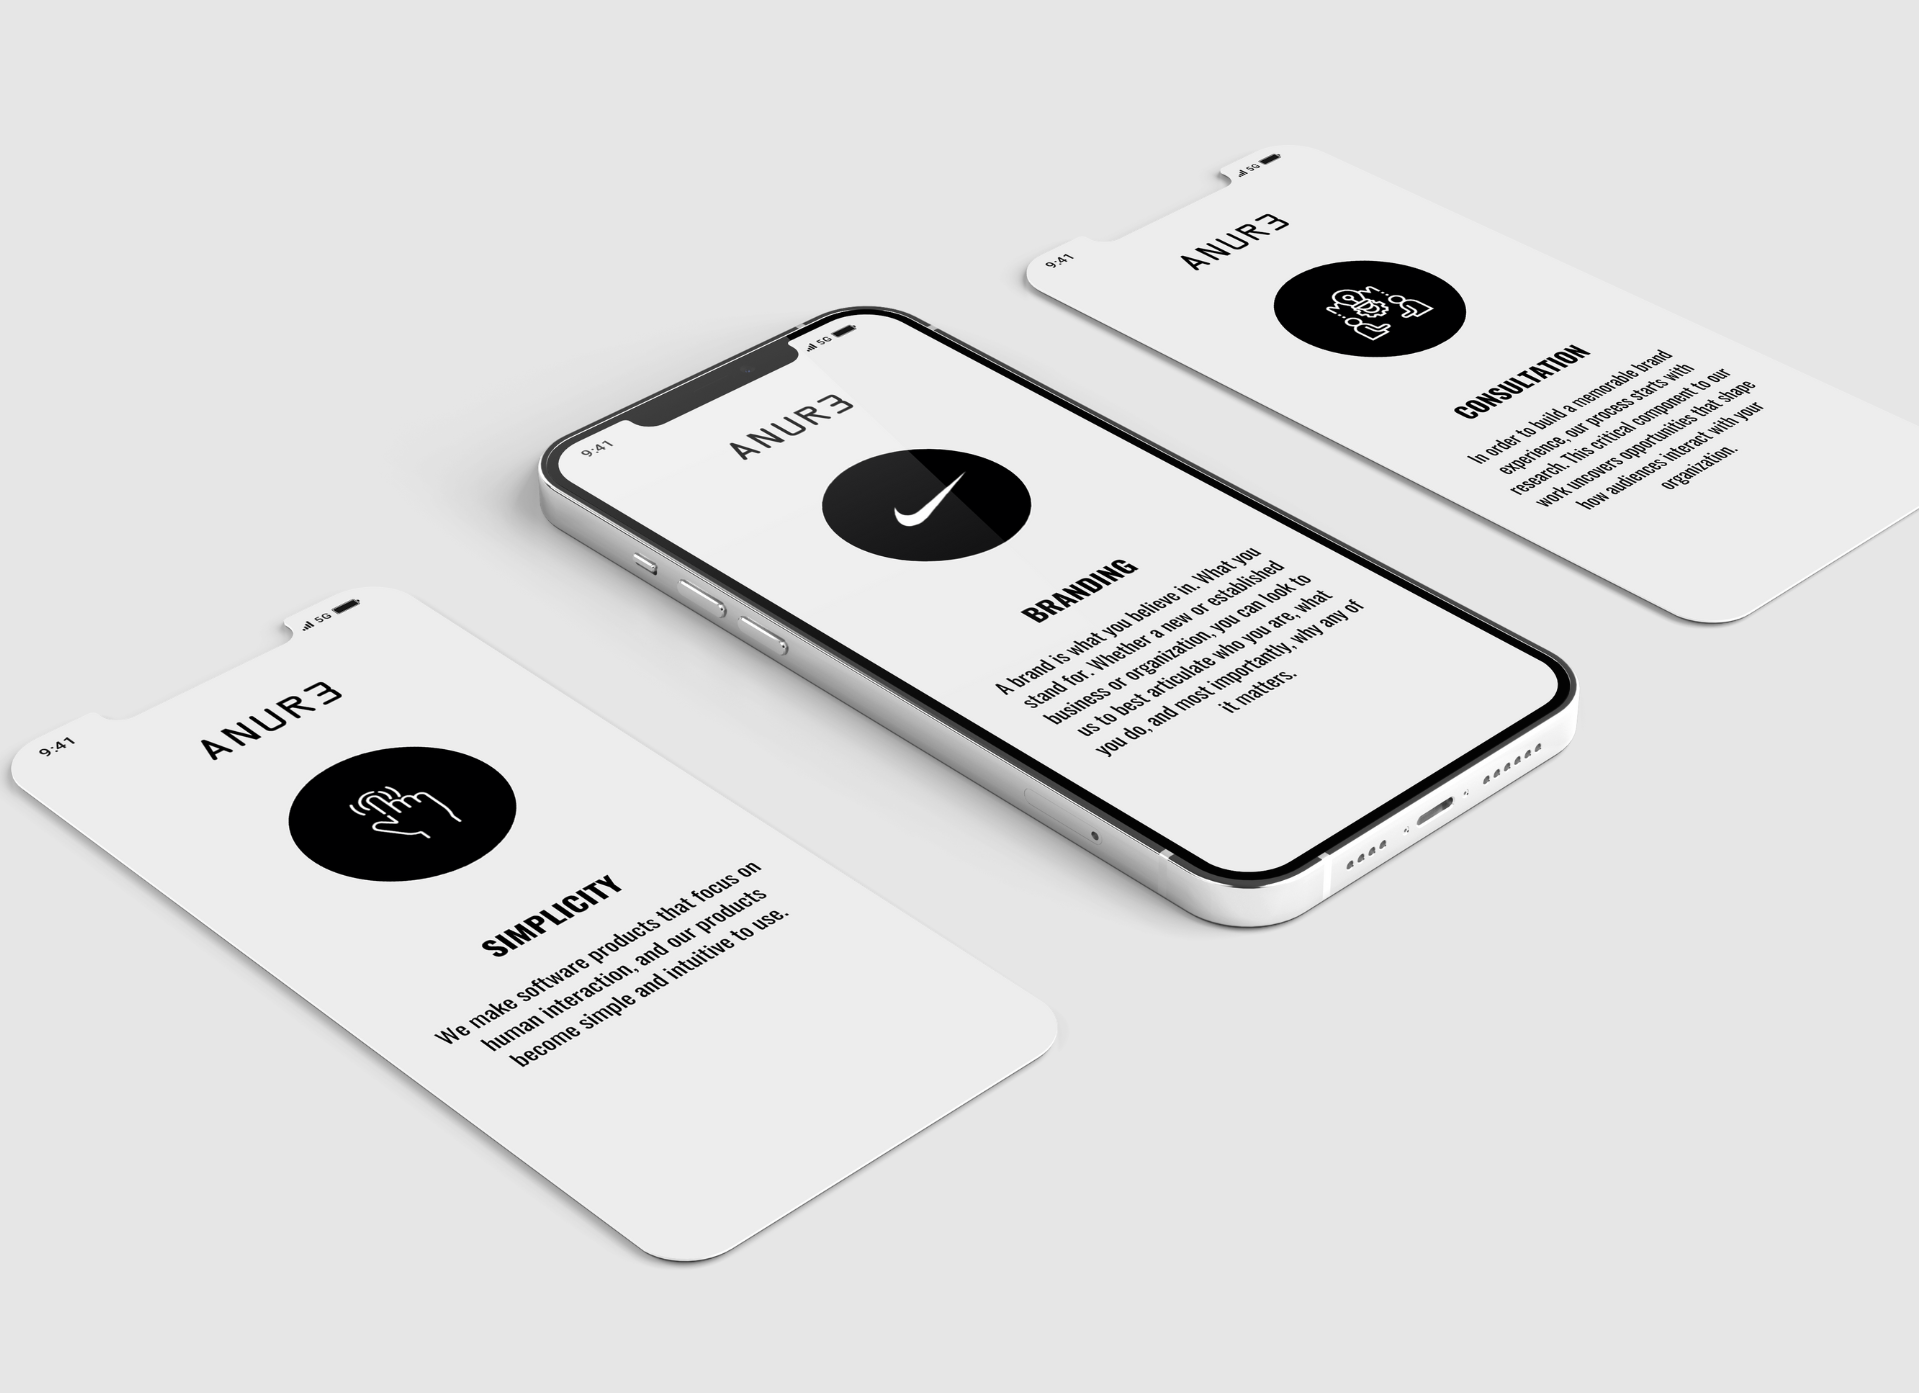 9:41
5G
ANURE
SIMPLICITY
We make software products that focus on
human interaction, and our products
become simple and intuitive to use.
9:41
5G
ANURE
BRANDING
A brand is what you believe in. What you
stand for. Whether a new or established
business or organization, you can look to
us to best articulate who you are, what
you do, and most importantly, why any of
it matters.
9:41
5G
ANURE
CONSULTATION
In order to build a memorable brand
experience, our process starts with
research. This critical component to our
work uncovers opportunities that shape
how audiences interact with your
organization.